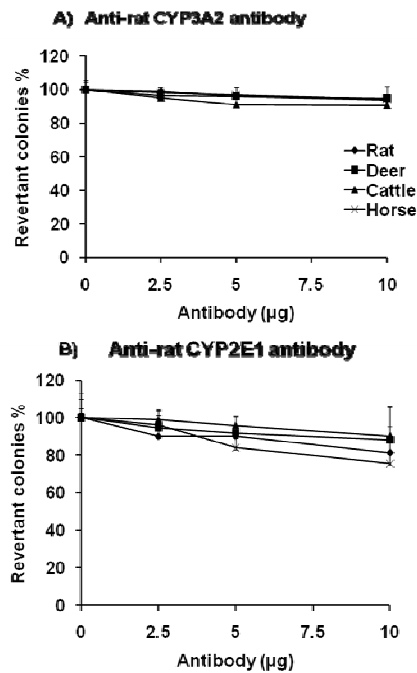 A) Anti-rat CYP3A2 antibody
Revertant colonies %
120
100
80
60
40
20
0
Rat
Deer
Cattle
Horse
0 2.5 5 7.5 10
Antibody (µg)
B) Anti-rat CYP2E1 antibody
Revertant colonies %
120
100
80
60
40
20
0
0 2.5 5 7.5 10
Antibody (µg)